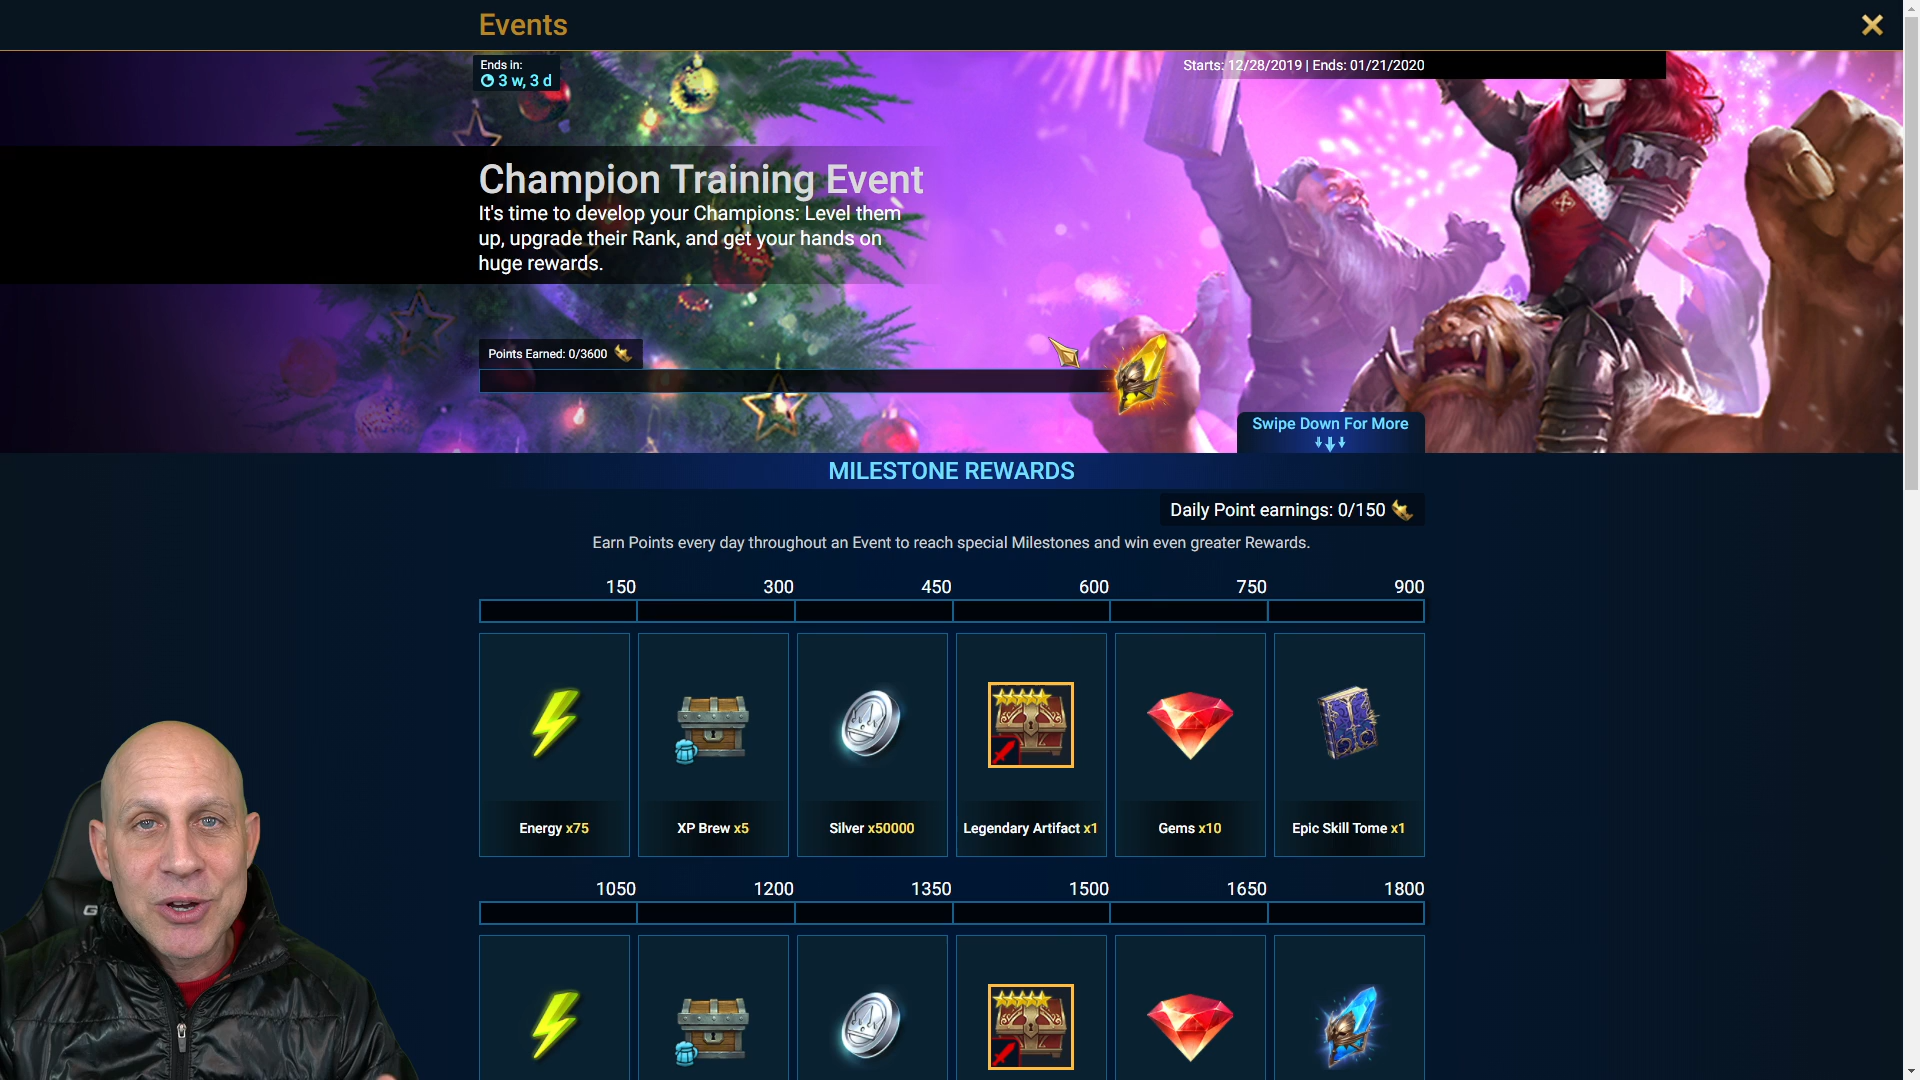 Events
Ends in:
3 w, 3 d
Starts: 12/28/2019 | Ends: 01/21/2020
Champion Training Event
It's time to develop your Champions: Level them
up, upgrade their Rank, and get your hands on
huge rewards.
Points Earned: 0/3600
Swipe Down For More
MILESTONE REWARDS
Daily Point earnings: 0/150
Earn Points every day throughout an Event to reach special Milestones and win even greater Rewards.
150 300 450 600 750 900
Energy x75 XP Brew x5 Silver x50000 Legendary Artifact x1 Gems x10 Epic Skill Tome x1
1050 1200 1350 1500 1650 1800
G